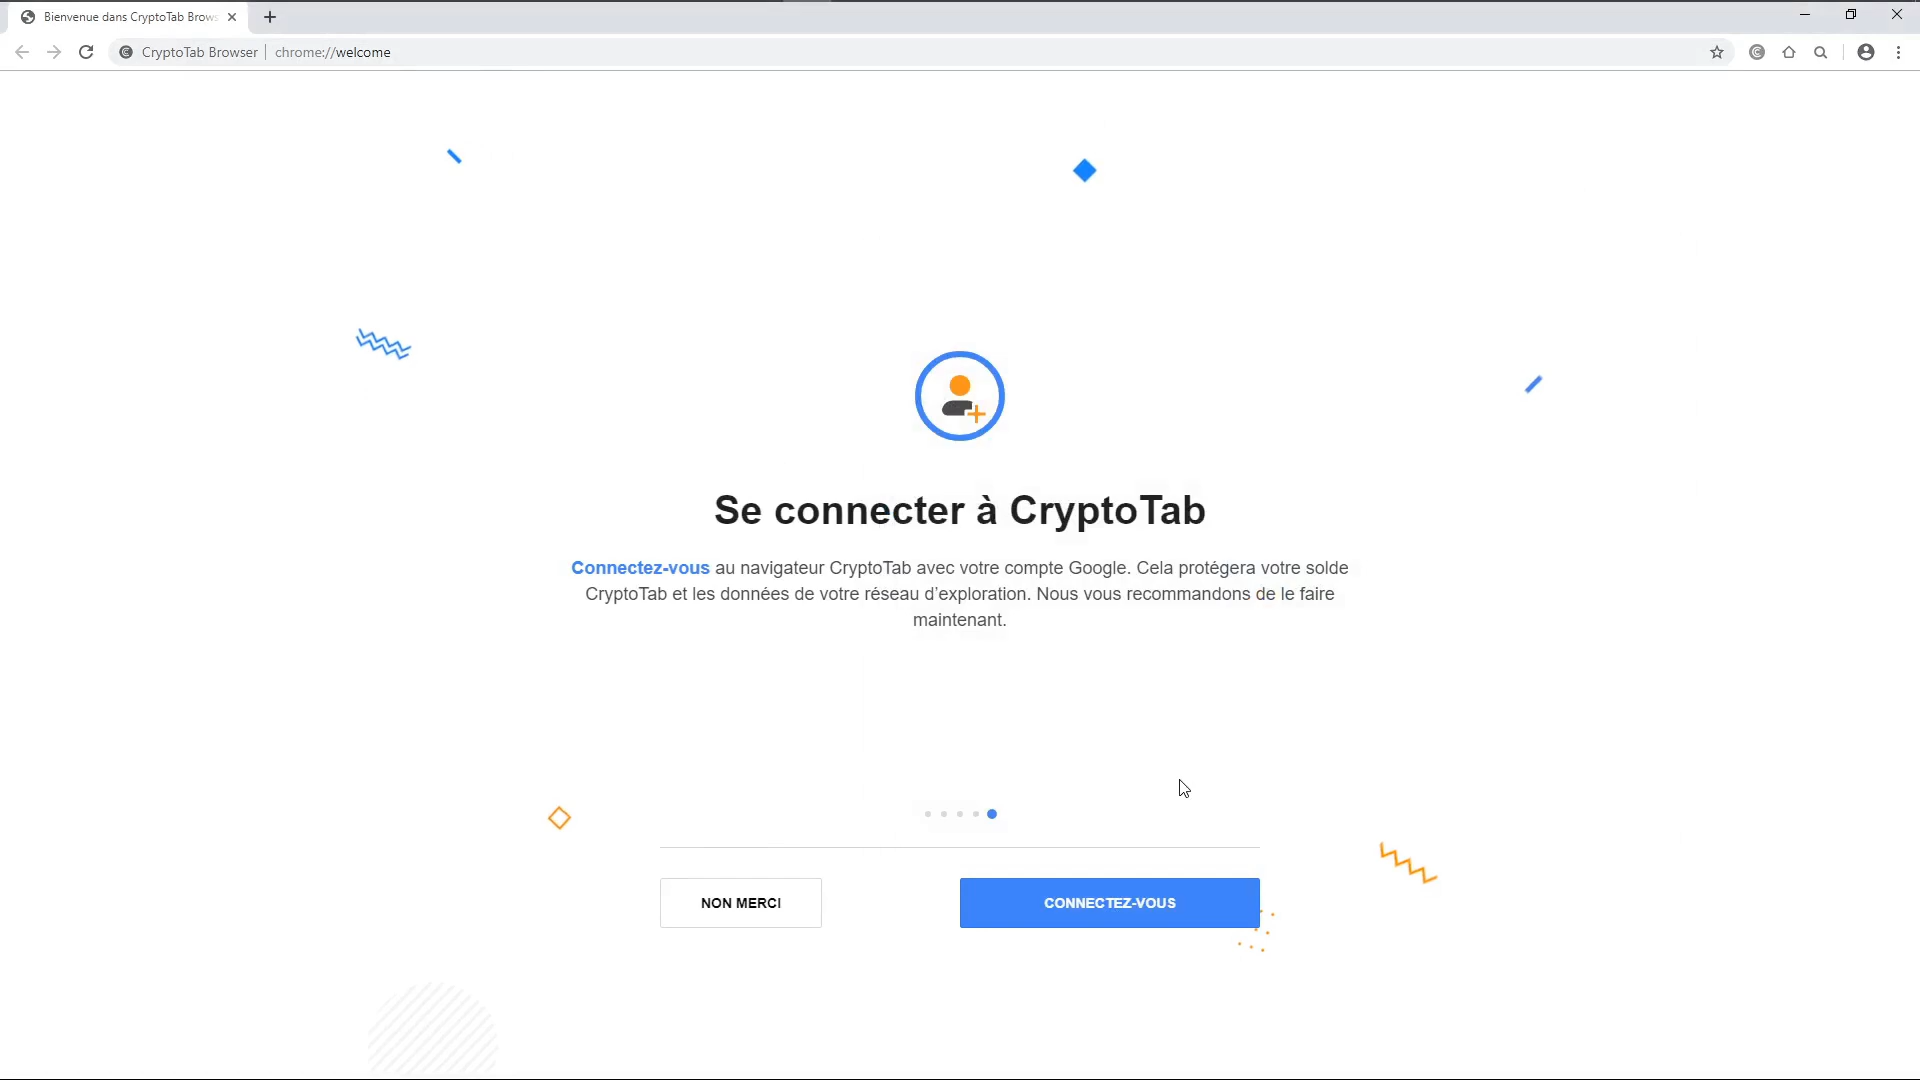 Bienvenue dans CryptoTab Brows
CryptoTab Browser | chrome://welcome
Se connecter à CryptoTab
Connectez-vous au navigateur CryptoTab avec votre compte Google. Cela protégera votre solde
CryptoTab et les données de votre réseau d’exploration. Nous vous recommandons de le faire
maintenant.
NON MERCI
CONNECTEZ-VOUS